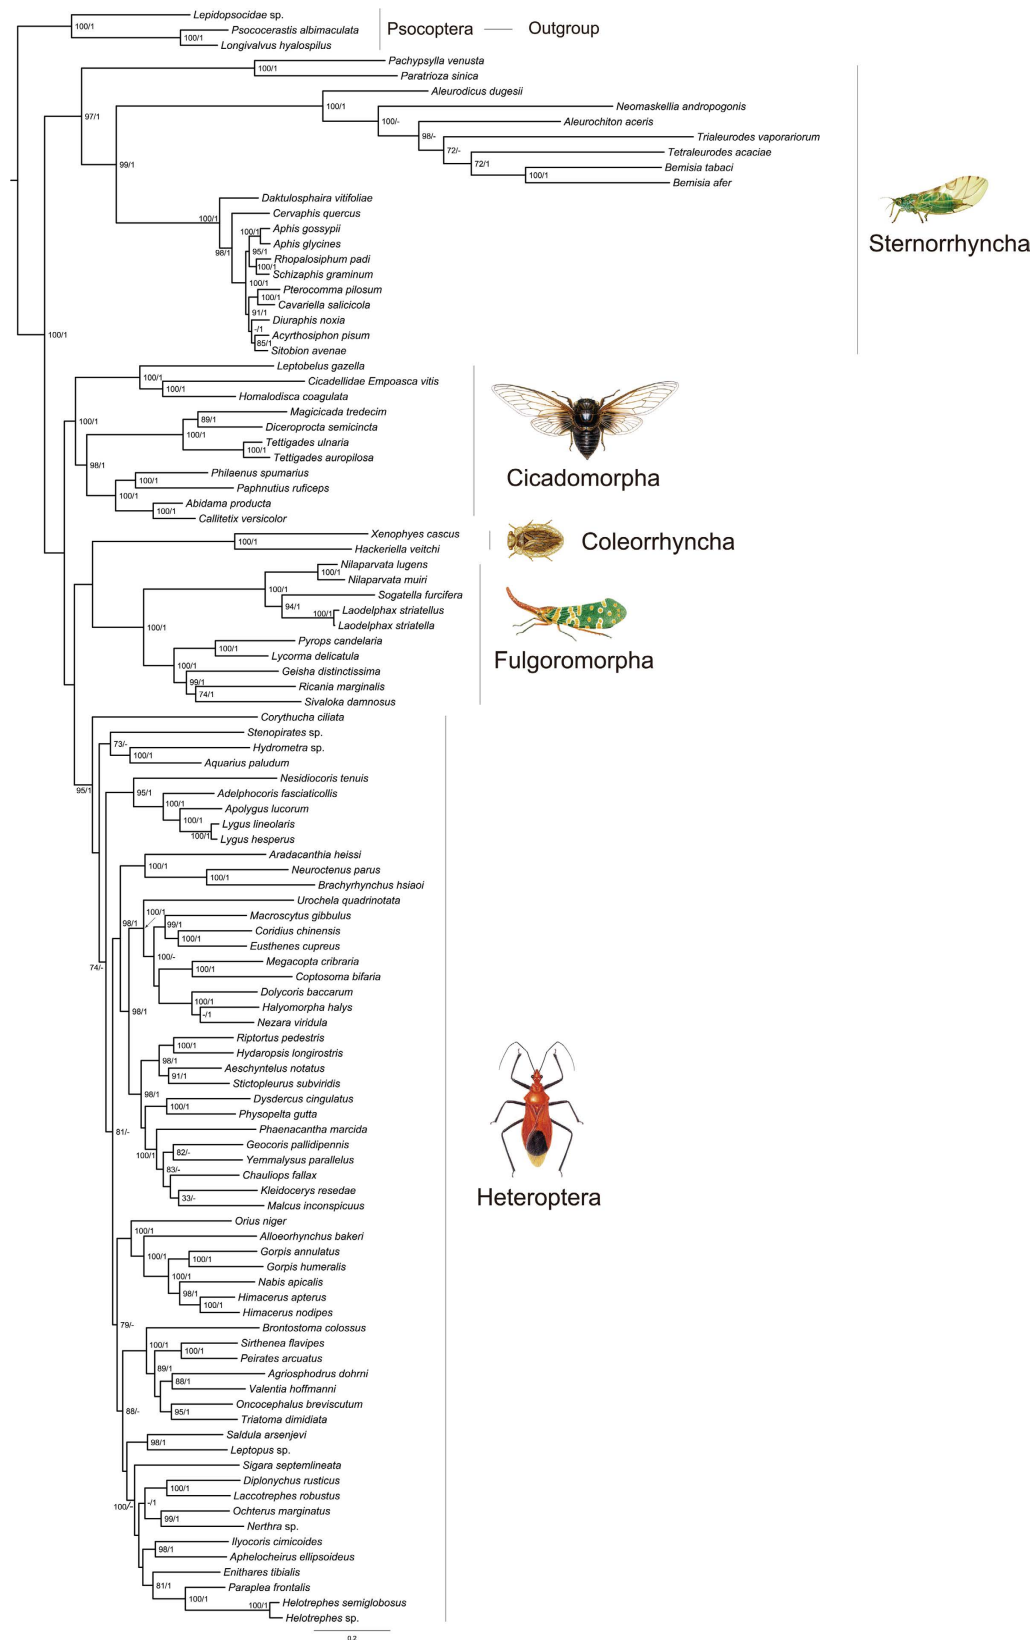 Lepidopsocidae sp.
Psococerastis albimaculata
100/1
100/1
Longivalvus hyalospilus
Psocoptera — Outgroup
Pachypsylla venusta
100/1
Paratrioza sinica
Aleurodicus dugesii
100/1
Neomaskellia andropogonis
97/1
100/-
Aleurochiton aceris
98/-
Trialeurodes vaporariorum
72/-
Tetraleurodes acaciae
99/1
72/1
Bemisia tabaci
100/1
Bemisia afer
Daktulosphaira vitifoliae
100/1
Cervaphis quercus
Aphis gossypii
100/1
Aphis glycines
98/1
95/1
Rhopalosiphum padi
100/1
Schizaphis graminum
100/1
Pterocomma pilosum
100/1
Cavariella salicicola
91/1
Diuraphis noxia
-/1
Acyrthosiphon pisum
85/1
Sitobion avenae
Sternorrhyncha
100/1
Leptobelus gazella
100/1
Cicadellidae Empoasca vitis
100/1
Homalodisca coagulata
100/1
Magicicada tredecim
89/1
Diceroprocta semicincta
100/1
Tettigades ulnaria
100/1
Tettigades auropilosa
98/1
Philaenus spumarius
100/1
Paphnutius ruficeps
100/1
Abidama producta
100/1
Callitetix versicolor
Cicadomorpha
Xenophyes cascus
100/1
Hackeriella veitchi
Coleorrhyncha
Nilaparvata lugens
100/1
Nilaparvata muiri
100/1
Sogatella furcifera
94/1
Laodelphax striatellus
100/1
Laodelphax striatella
100/1
Pyrops candelaria
100/1
Lycorma delicatula
100/1
Geisha distinctissima
99/1
Ricania marginalis
74/1
Sivaloka damnosus
Fulgoromorpha
Corythucha ciliata
Stenopirates sp.
73/-
Hydrometra sp.
100/1
Aquarius paludum
95/1
Nesidiocoris tenuis
95/1
Adelphocoris fasciaticollis
100/1
Apolygus lucorum
100/1
Lygus lineolaris
100/1
Lygus hesperus
Aradacanthia heissi
100/1
Neuroctenus parus
100/1
Brachyrhynchus hsiaoi
Urochela quadrinotata
100/1
98/1
Macroscytus gibbulus
99/1
Coridius chinensis
100/1
Eusthenes cupreus
100/-
Megacopta cribraria
100/1
Coptosoma bifaria
74/-
Dolycoris baccarum
100/1
Halyomorpha halys
98/1
-/1
Nezara viridula
Riptortus pedestris
100/1
Hydaropsis longirostris
98/1
Aeschyntelus notatus
91/1
Stictopleurus subviridis
98/1
Dysdercus cingulatus
100/1
Physopelta gutta
81/-
Phaenacantha marcida
Geocoris pallidipennis
100/1
82/-
Yemmalysus parallelus
83/-
Chauliops fallax
Kleidocerys resedae
33/-
Malcus inconspicuus
Heteroptera
Orius niger
100/1
Alloeorhynchus bakeri
100/1
Gorpis annulatus
100/1
Gorpis humeralis
100/1
Nabis apicalis
98/1
Himacerus apterus
100/1
Himacerus nodipes
79/-
Brontostoma colossus
100/1
Sirthenea flavipes
100/1
Peirates arcuatus
89/1
Agriosphodrus dohrni
88/1
Valentia hoffmanni
Oncocephalus breviscutum
88/-
95/1
Triatoma dimidiata
Saldula arsenjevi
98/1
Leptopus sp.
Sigara septemlineata
Diplonychus rusticus
100/1
Laccotrephes robustus
100/-
-/1
Ochterus marginatus
99/1
Nerthra sp.
Ilyocoris cimicoides
98/1
Aphelocheirus ellipsoideus
Enithares tibialis
81/1
Paraplea frontalis
100/1
Helotrephes semiglobosus
100/1
Helotrephes sp.
0.2